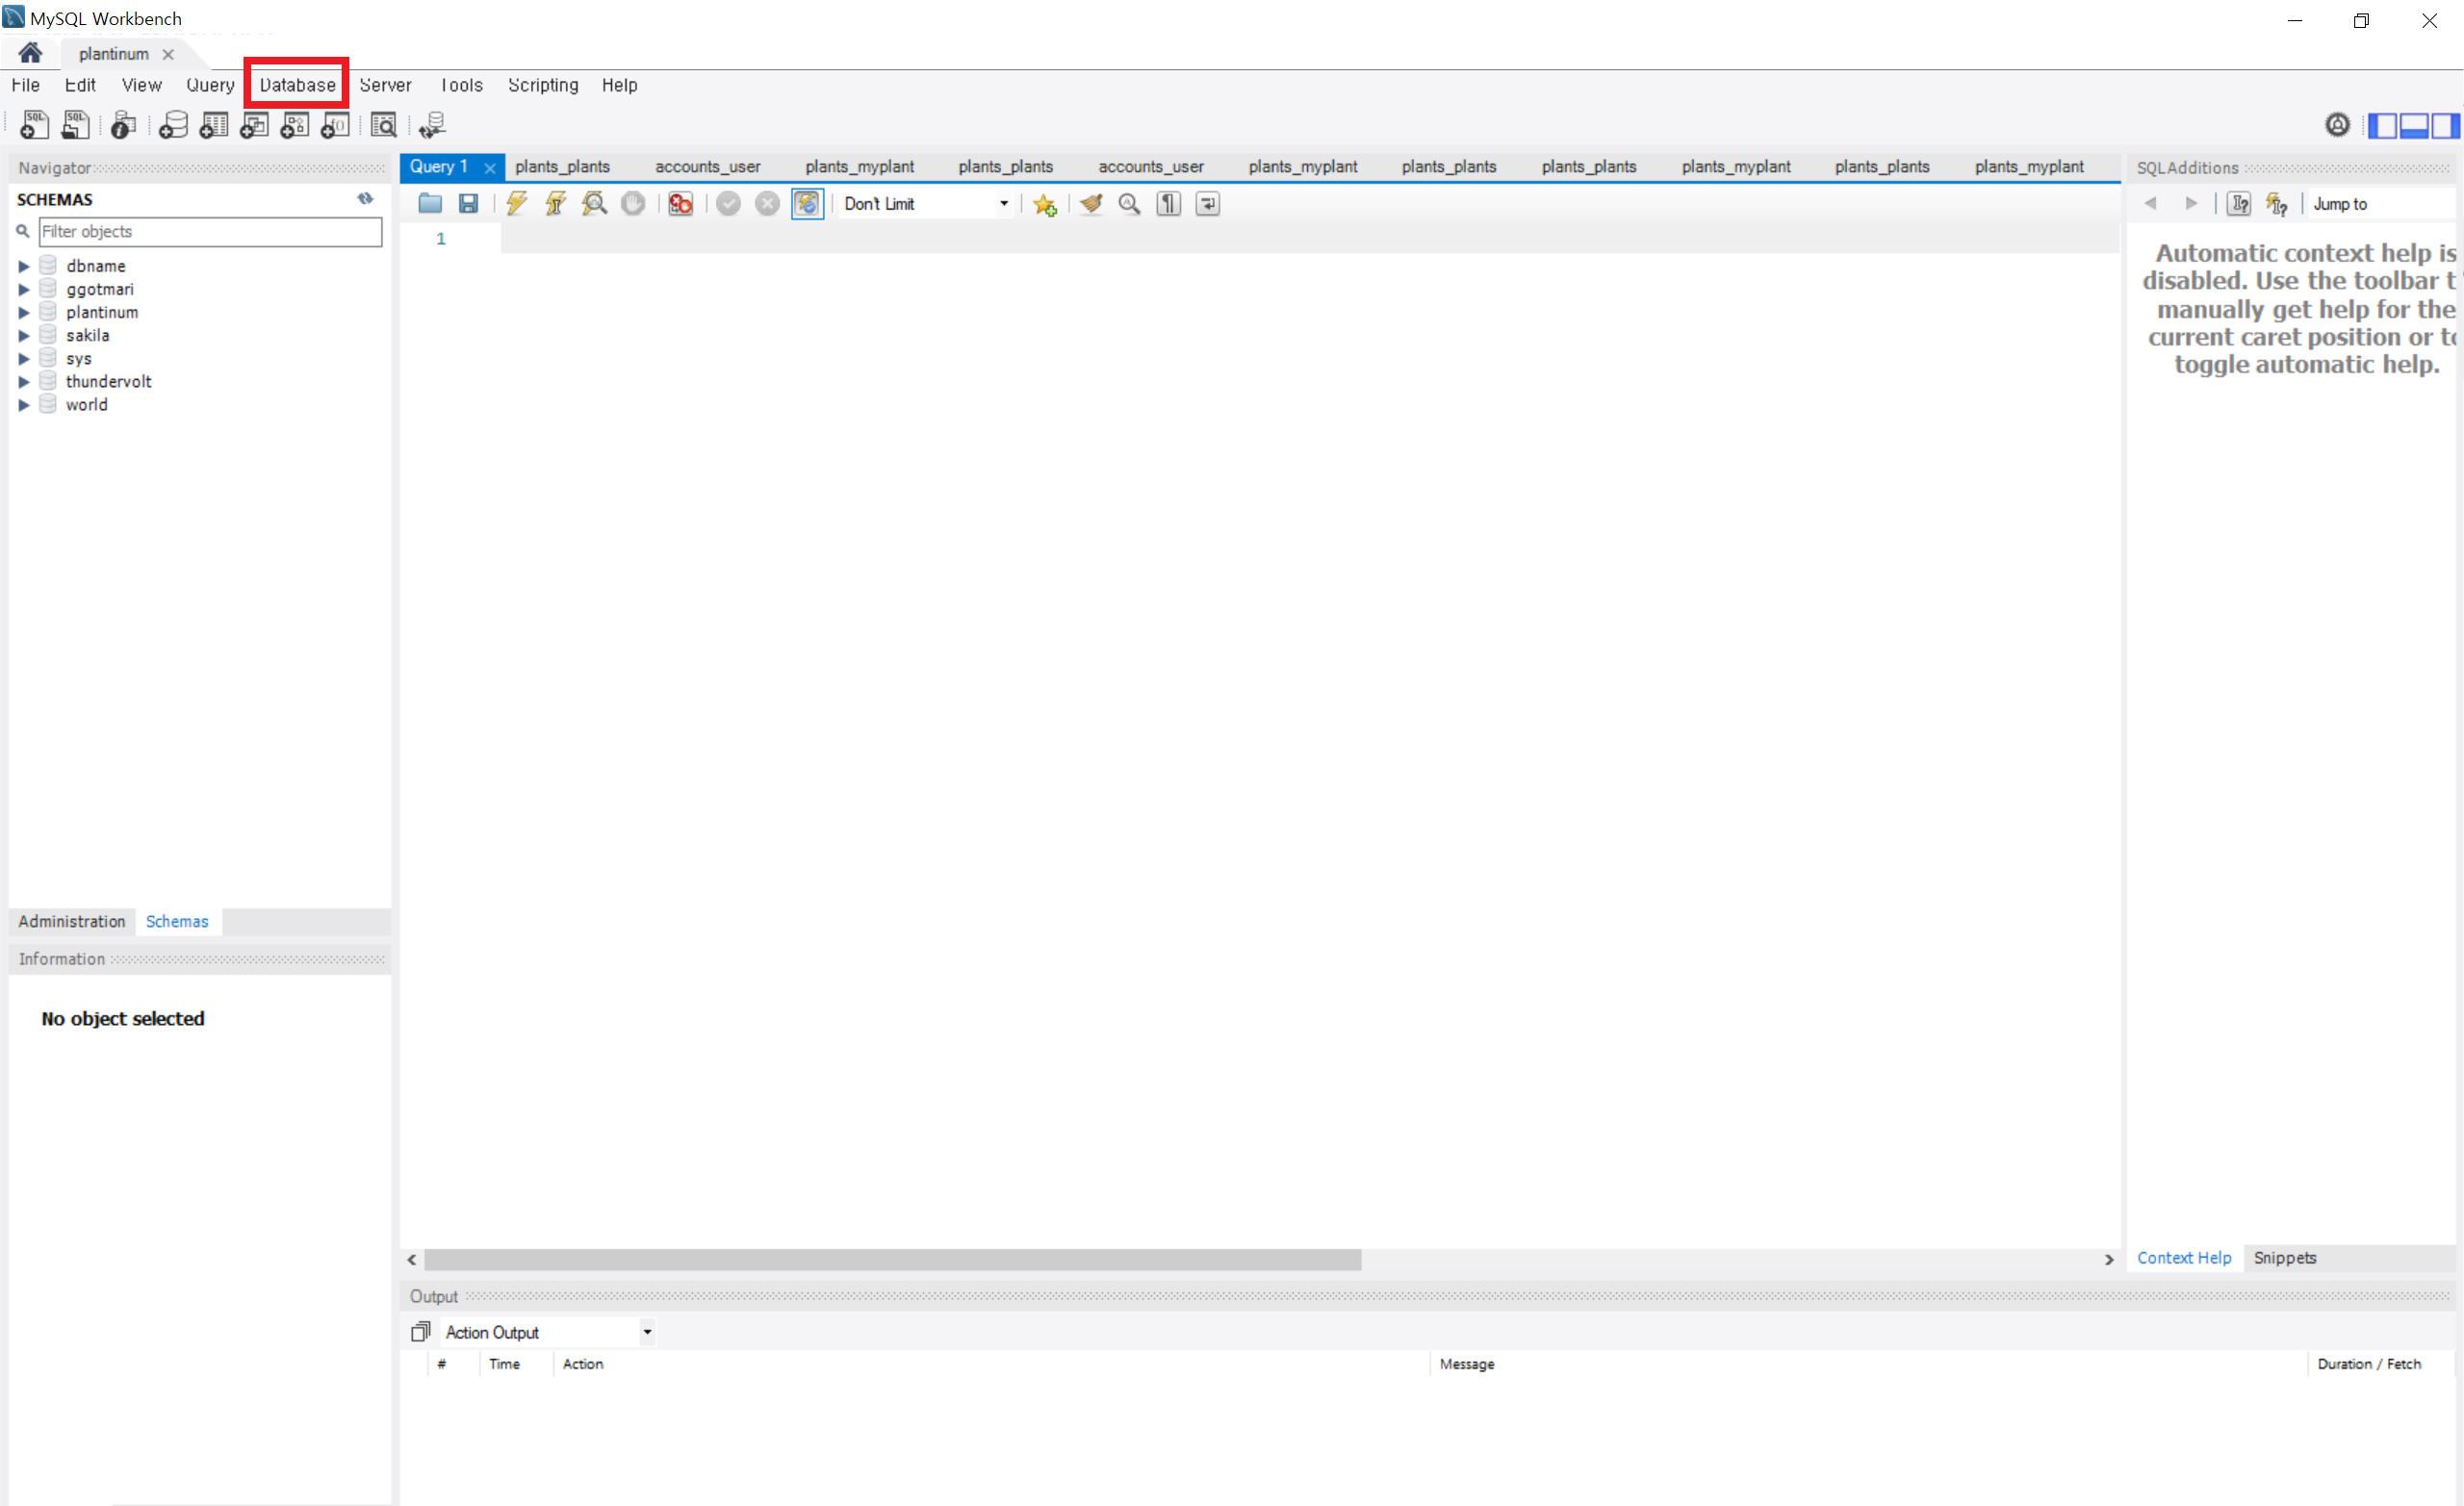 MySQL Workbench
plantinum
File Edit View Query Database Server Tools Scripting Help
Navigator
SCHEMAS
Filter objects
dbname
ggotmari
plantinum
sakila
sys
thundervolt
world
Administration Schemas
Information
No object selected
Query 1 plants_plants accounts_user plants_myplant plants_plants accounts_user plants_myplant plants_plants plants_plants plants_myplant plants_plants plants_myplant
Don't Limit
1
Output
Action Output
# Time Action Message Duration / Fetch
SQLAdditions
Jump to
Automatic context help is
disabled. Use the toolbar t
manually get help for the
current caret position or to
toggle automatic help.
Context Help Snippets